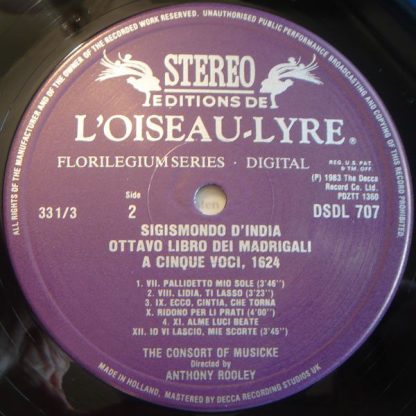 ALL RIGHTS OF THE MANUFACTURER AND OF THE OWNER OF THE RECORDED WORK RESERVED. UNAUTHORISED PUBLIC PERFORMANCE BROADCASTING AND COPYING OF THIS RECORD PROHIBITED.
STEREO
EDITIONS DE
L'OISEAU-LYRE®
FLORILEGIUM SERIES · DIGITAL
REG. U.S. PAT.
& TM. OFF.
(P) 1983 The Decca
Record Co. Ltd.
PDZTT 1360
33 1/3
Side
2
DSDL 707
SIGISMONDO D'INDIA
OTTAVO LIBRO DEI MADRIGALI
A CINQUE VOCI, 1624
1. VII. PALLIDETTO MIO SOLE (3'46")
2. VIII. LIDIA, TI LASSO (3'23")
3. IX. ECCO, CINTIA, CHE TORNA
X. RIDONO PER LI PRATI (4'00")
4. XI. ALME LUCI BEATE
XII. IO VI LASCIO, MIE SCORTE (3'45")
THE CONSORT OF MUSICKE
Directed by
ANTHONY ROOLEY
MADE IN HOLLAND, MASTERED BY DECCA RECORDING STUDIOS UK